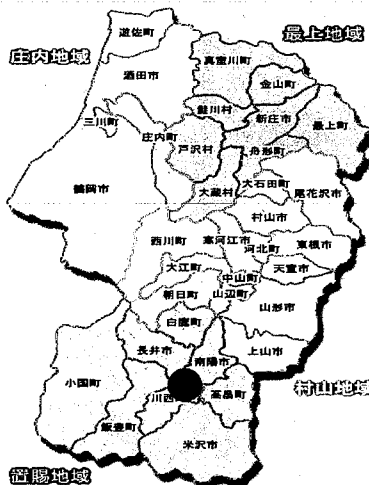 遊佐町
庄内地域
最上地域
酒田市
真室川町
金山町
鮭川村
三川町
新庄市
最上町
庄内町
戸沢村
舟形町
鶴岡市
大蔵村
大石田町
尾花沢市
村山市
西川町
寒河江市
河北町
東根市
大江町
天童市
中山町
朝日町
山辺町
山形市
白鷹町
長井市
南陽市
上山市
小国町
川西
高畠町
村山地域
飯豊町
米沢市
置賜地域